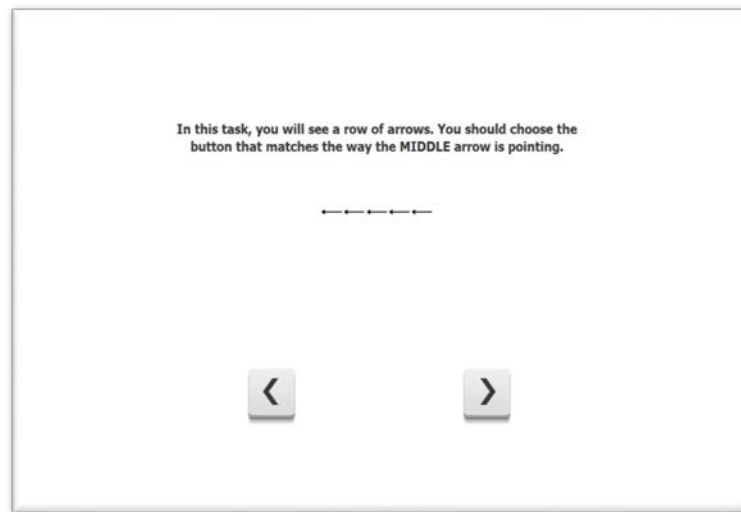 In this task, you will see a row of arrows. You should choose the
button that matches the way the MIDDLE arrow is pointing.